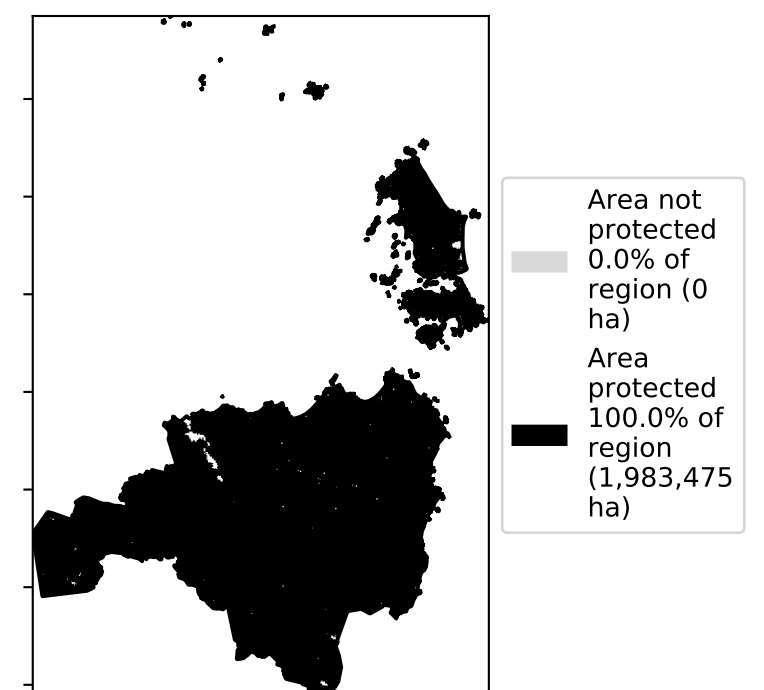 Area not
protected
0.0% of
region (0
ha)
Area
protected
100.0% of
region
(1,983,475
ha)